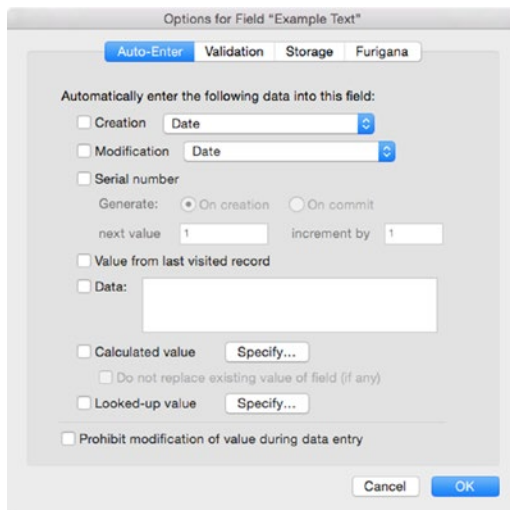 Options for Field "Example Text"
Auto-Enter Validation Storage Furigana
Automatically enter the following data into this field:
Creation Date
Modification Date
Serial number
Generate: On creation On commit
next value 1 increment by 1
Value from last visited record
Data:
Calculated value Specify...
Do not replace existing value of field (if any)
Looked-up value Specify...
Prohibit modification of value during data entry
Cancel OK